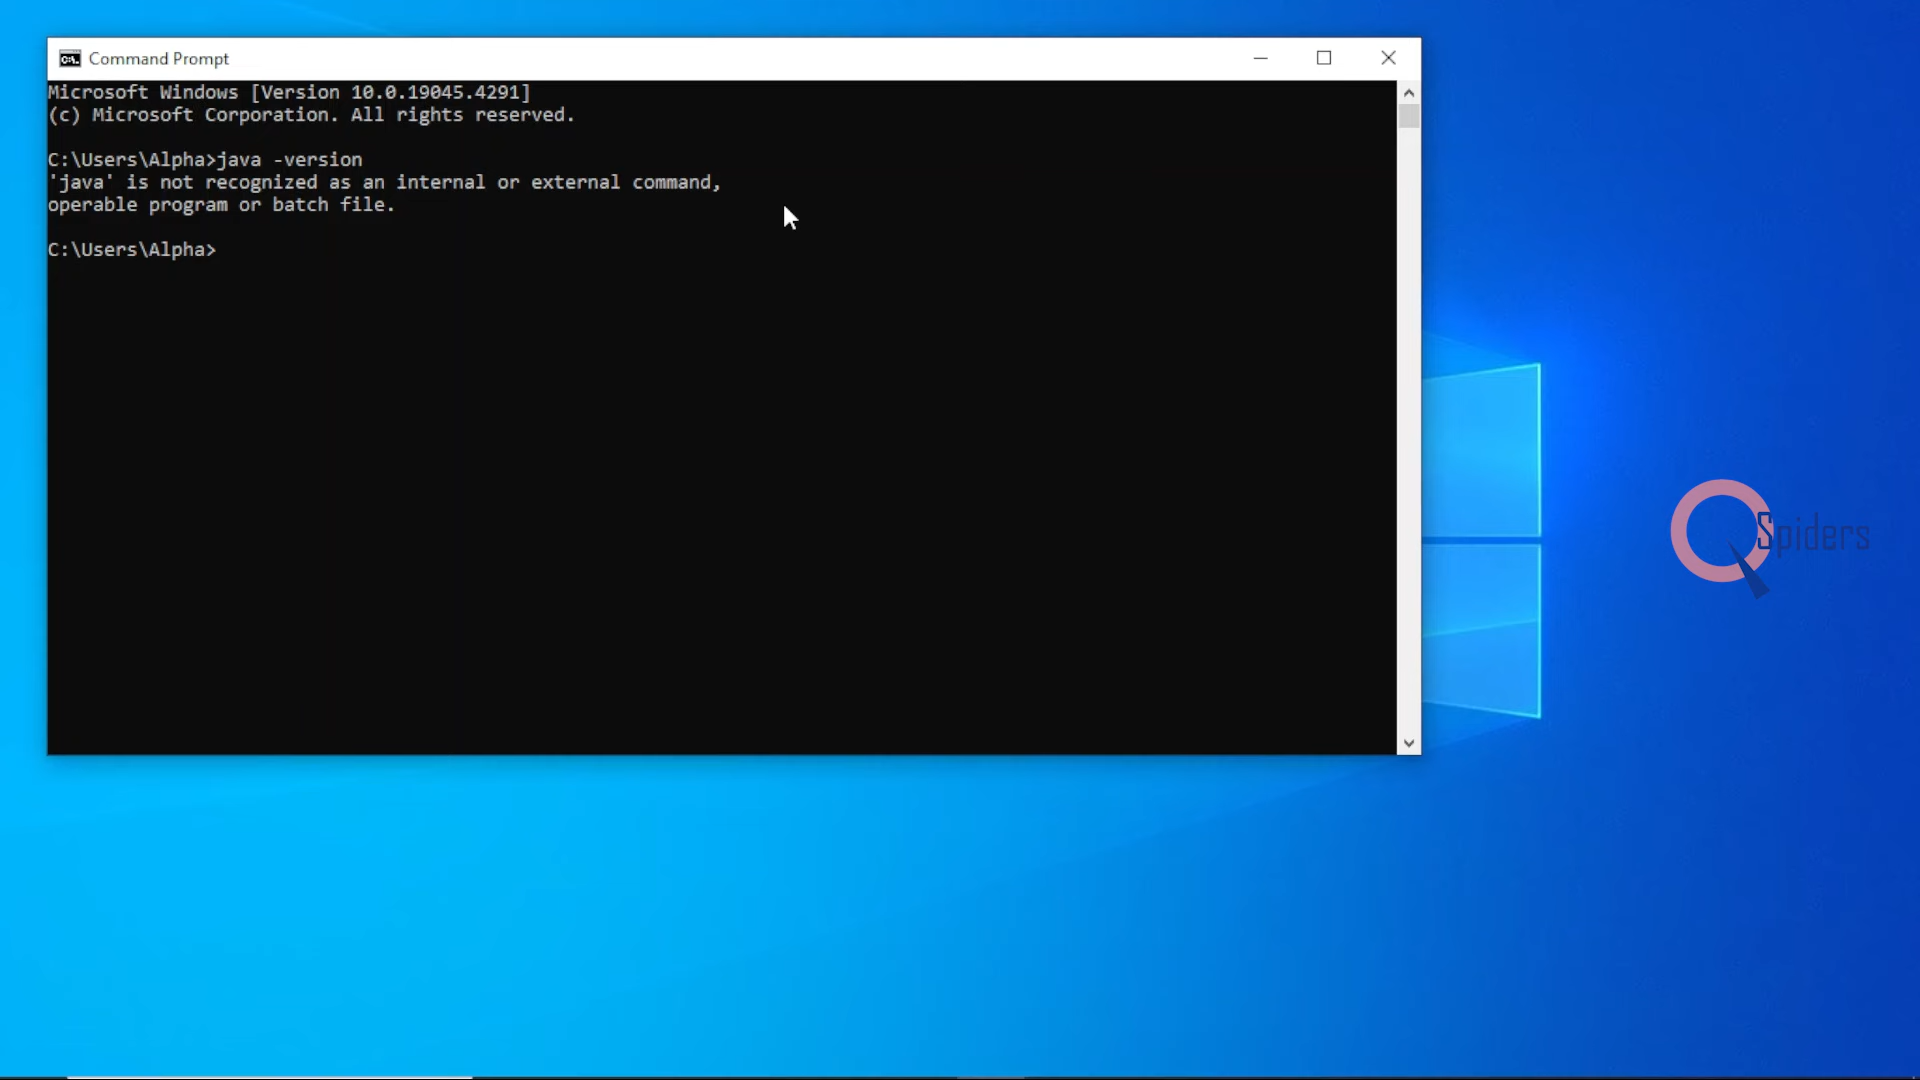 Command Prompt
Microsoft Windows [Version 10.0.19045.4291]
(c) Microsoft Corporation. All rights reserved.
C:\Users\Alpha>java -version
'java' is not recognized as an internal or external command,
operable program or batch file.
C:\Users\Alpha>
QSpiders